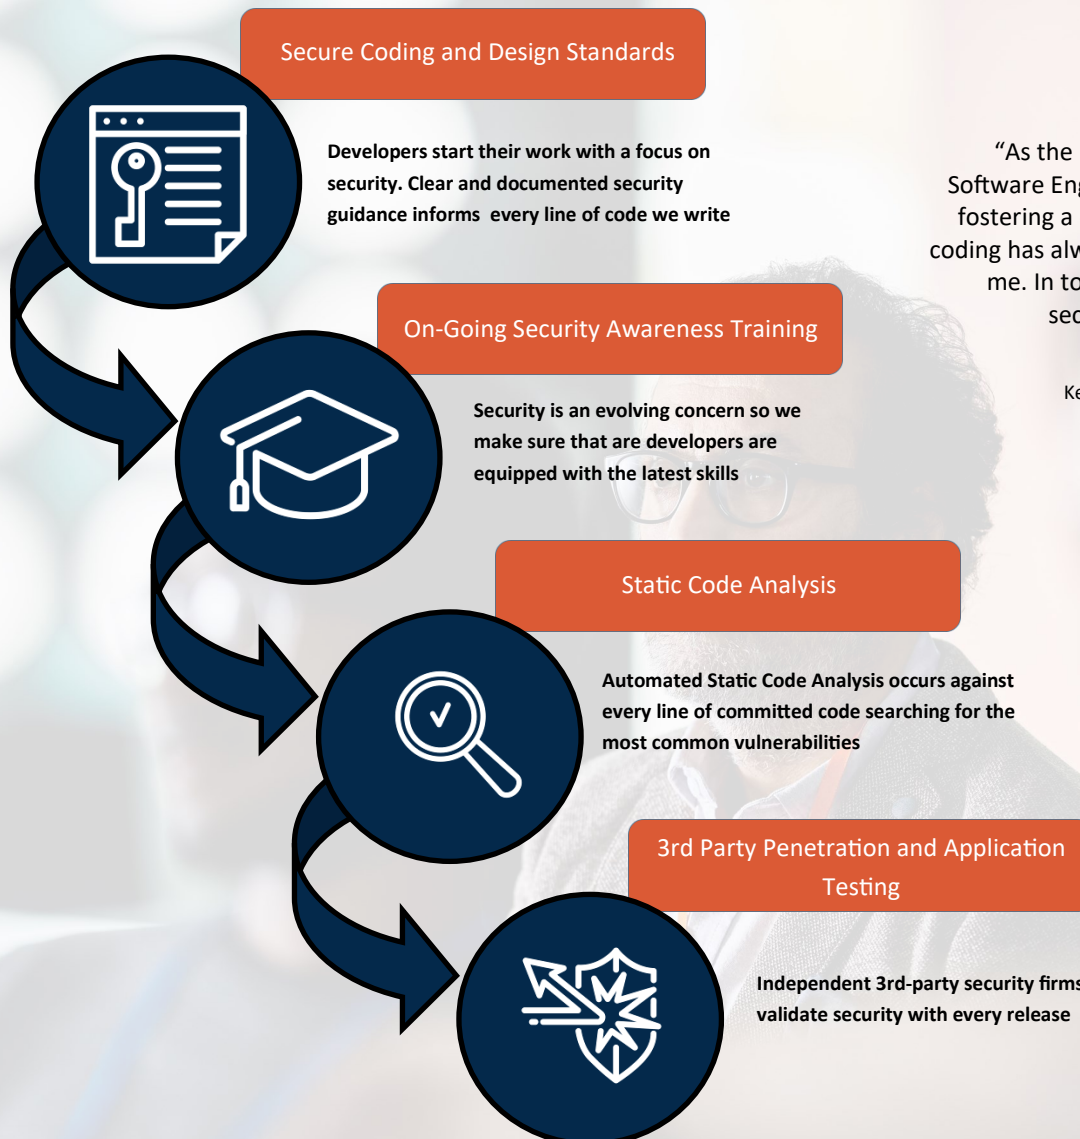 Secure Coding and Design Standards
Developers start their work with a focus on
security. Clear and documented security
guidance informs  every line of code we write
“As the
Software Eng
fostering a
coding has alw
me. In to
sec
Ke
On-Going Security Awareness Training
Security is an evolving concern so we
make sure that are developers are
equipped with the latest skills
Static Code Analysis
Automated Static Code Analysis occurs against
every line of committed code searching for the
most common vulnerabilities
3rd Party Penetration and Application
Testing
Independent 3rd-party security firms
validate security with every release